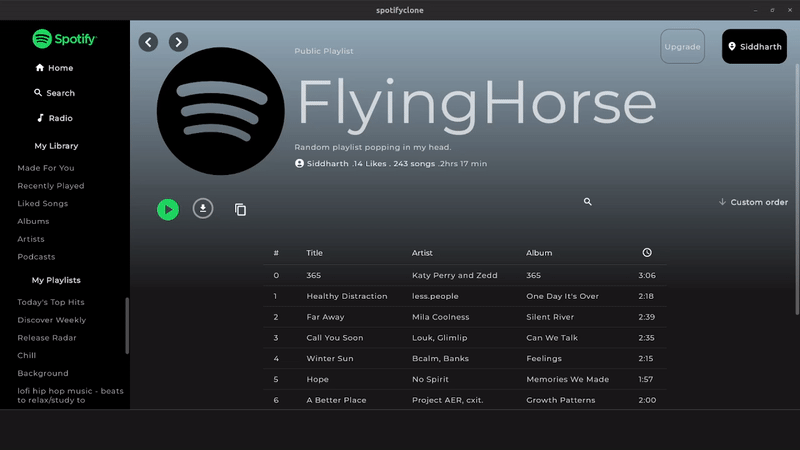 spotifyclone
Spotify
Home
Search
Radio
My Library
Made For You
Recently Played
Liked Songs
Albums
Artists
Podcasts
My Playlists
Today's Top Hits
Discover Weekly
Release Radar
Chill
Background
lofi hip hop music - beats
to relax/study to
Upgrade
Siddharth
Public Playlist
FlyingHorse
Random playlist popping in my head.
Siddharth .14 Likes . 243 songs .2hrs 17 min
Custom order
# Title Artist Album
0 365 Katy Perry and Zedd 365 3:06
1 Healthy Distraction less.people One Day It's Over 2:18
2 Far Away Mila Coolness Silent River 2:39
3 Call You Soon Louk, Glimlip Can We Talk 2:35
4 Winter Sun Bcalm, Banks Feelings 2:15
5 Hope No Spirit Memories We Made 1:57
6 A Better Place Project AER, cxit. Growth Patterns 2:00